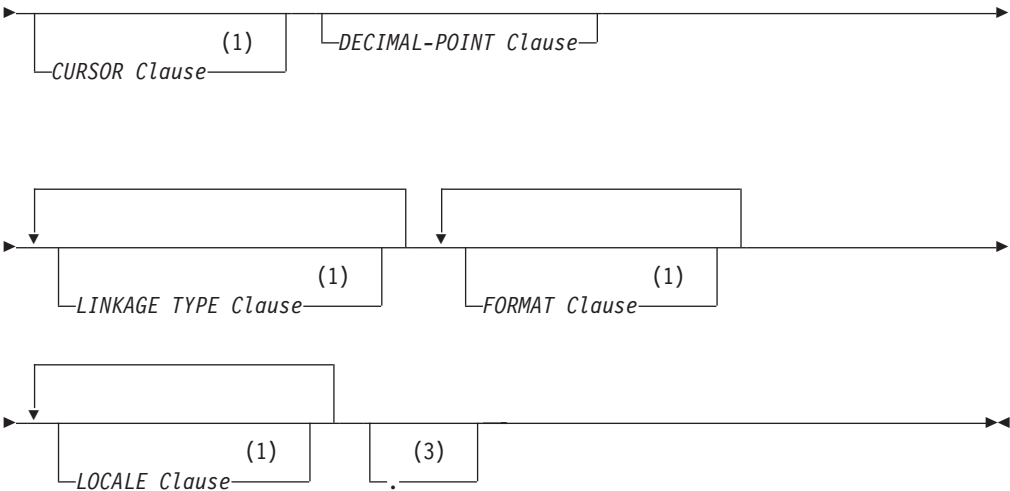 (1)
CURSOR Clause
DECIMAL-POINT Clause
(1)
LINKAGE TYPE Clause
(1)
FORMAT Clause
(1)
LOCALE Clause
(3)
.